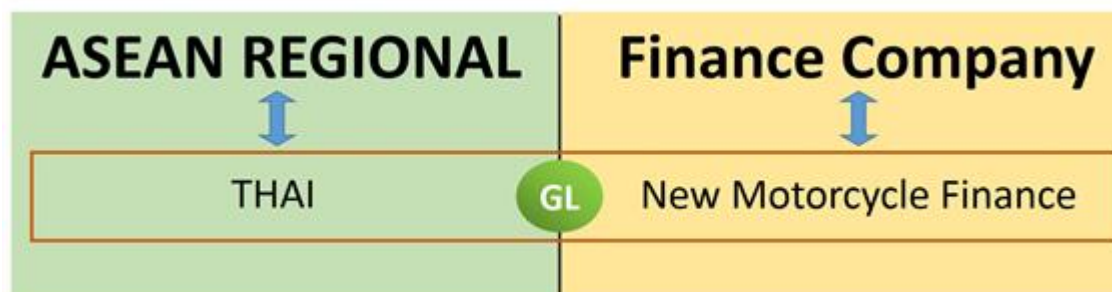 ASEAN REGIONAL
Finance Company
THAI
GL
New Motorcycle Finance